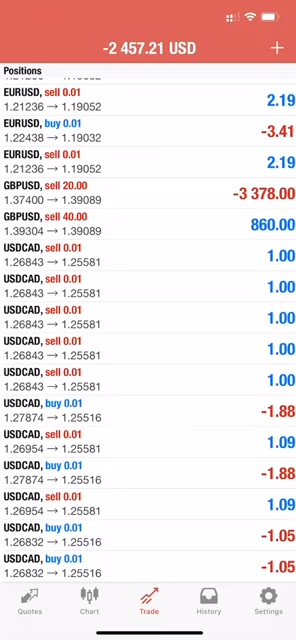 -2 457.21 USD
Positions
EURUSD, sell 0.01
1.21236 → 1.19052
2.19
EURUSD, buy 0.01
1.22438 → 1.19032
-3.41
EURUSD, sell 0.01
1.21236 → 1.19052
2.19
GBPUSD, sell 20.00
1.37400 → 1.39089
-3 378.00
GBPUSD, sell 40.00
1.39304 → 1.39089
860.00
USDCAD, sell 0.01
1.26843 → 1.25581
1.00
USDCAD, sell 0.01
1.26843 → 1.25581
1.00
USDCAD, sell 0.01
1.26843 → 1.25581
1.00
USDCAD, sell 0.01
1.26843 → 1.25581
1.00
USDCAD, sell 0.01
1.26843 → 1.25581
1.00
USDCAD, buy 0.01
1.27874 → 1.25516
-1.88
USDCAD, sell 0.01
1.26954 → 1.25581
1.09
USDCAD, buy 0.01
1.27874 → 1.25516
-1.88
USDCAD, sell 0.01
1.26954 → 1.25581
1.09
USDCAD, buy 0.01
1.26832 → 1.25516
-1.05
USDCAD, buy 0.01
1.26832 → 1.25516
-1.05
Quotes Chart Trade History Settings